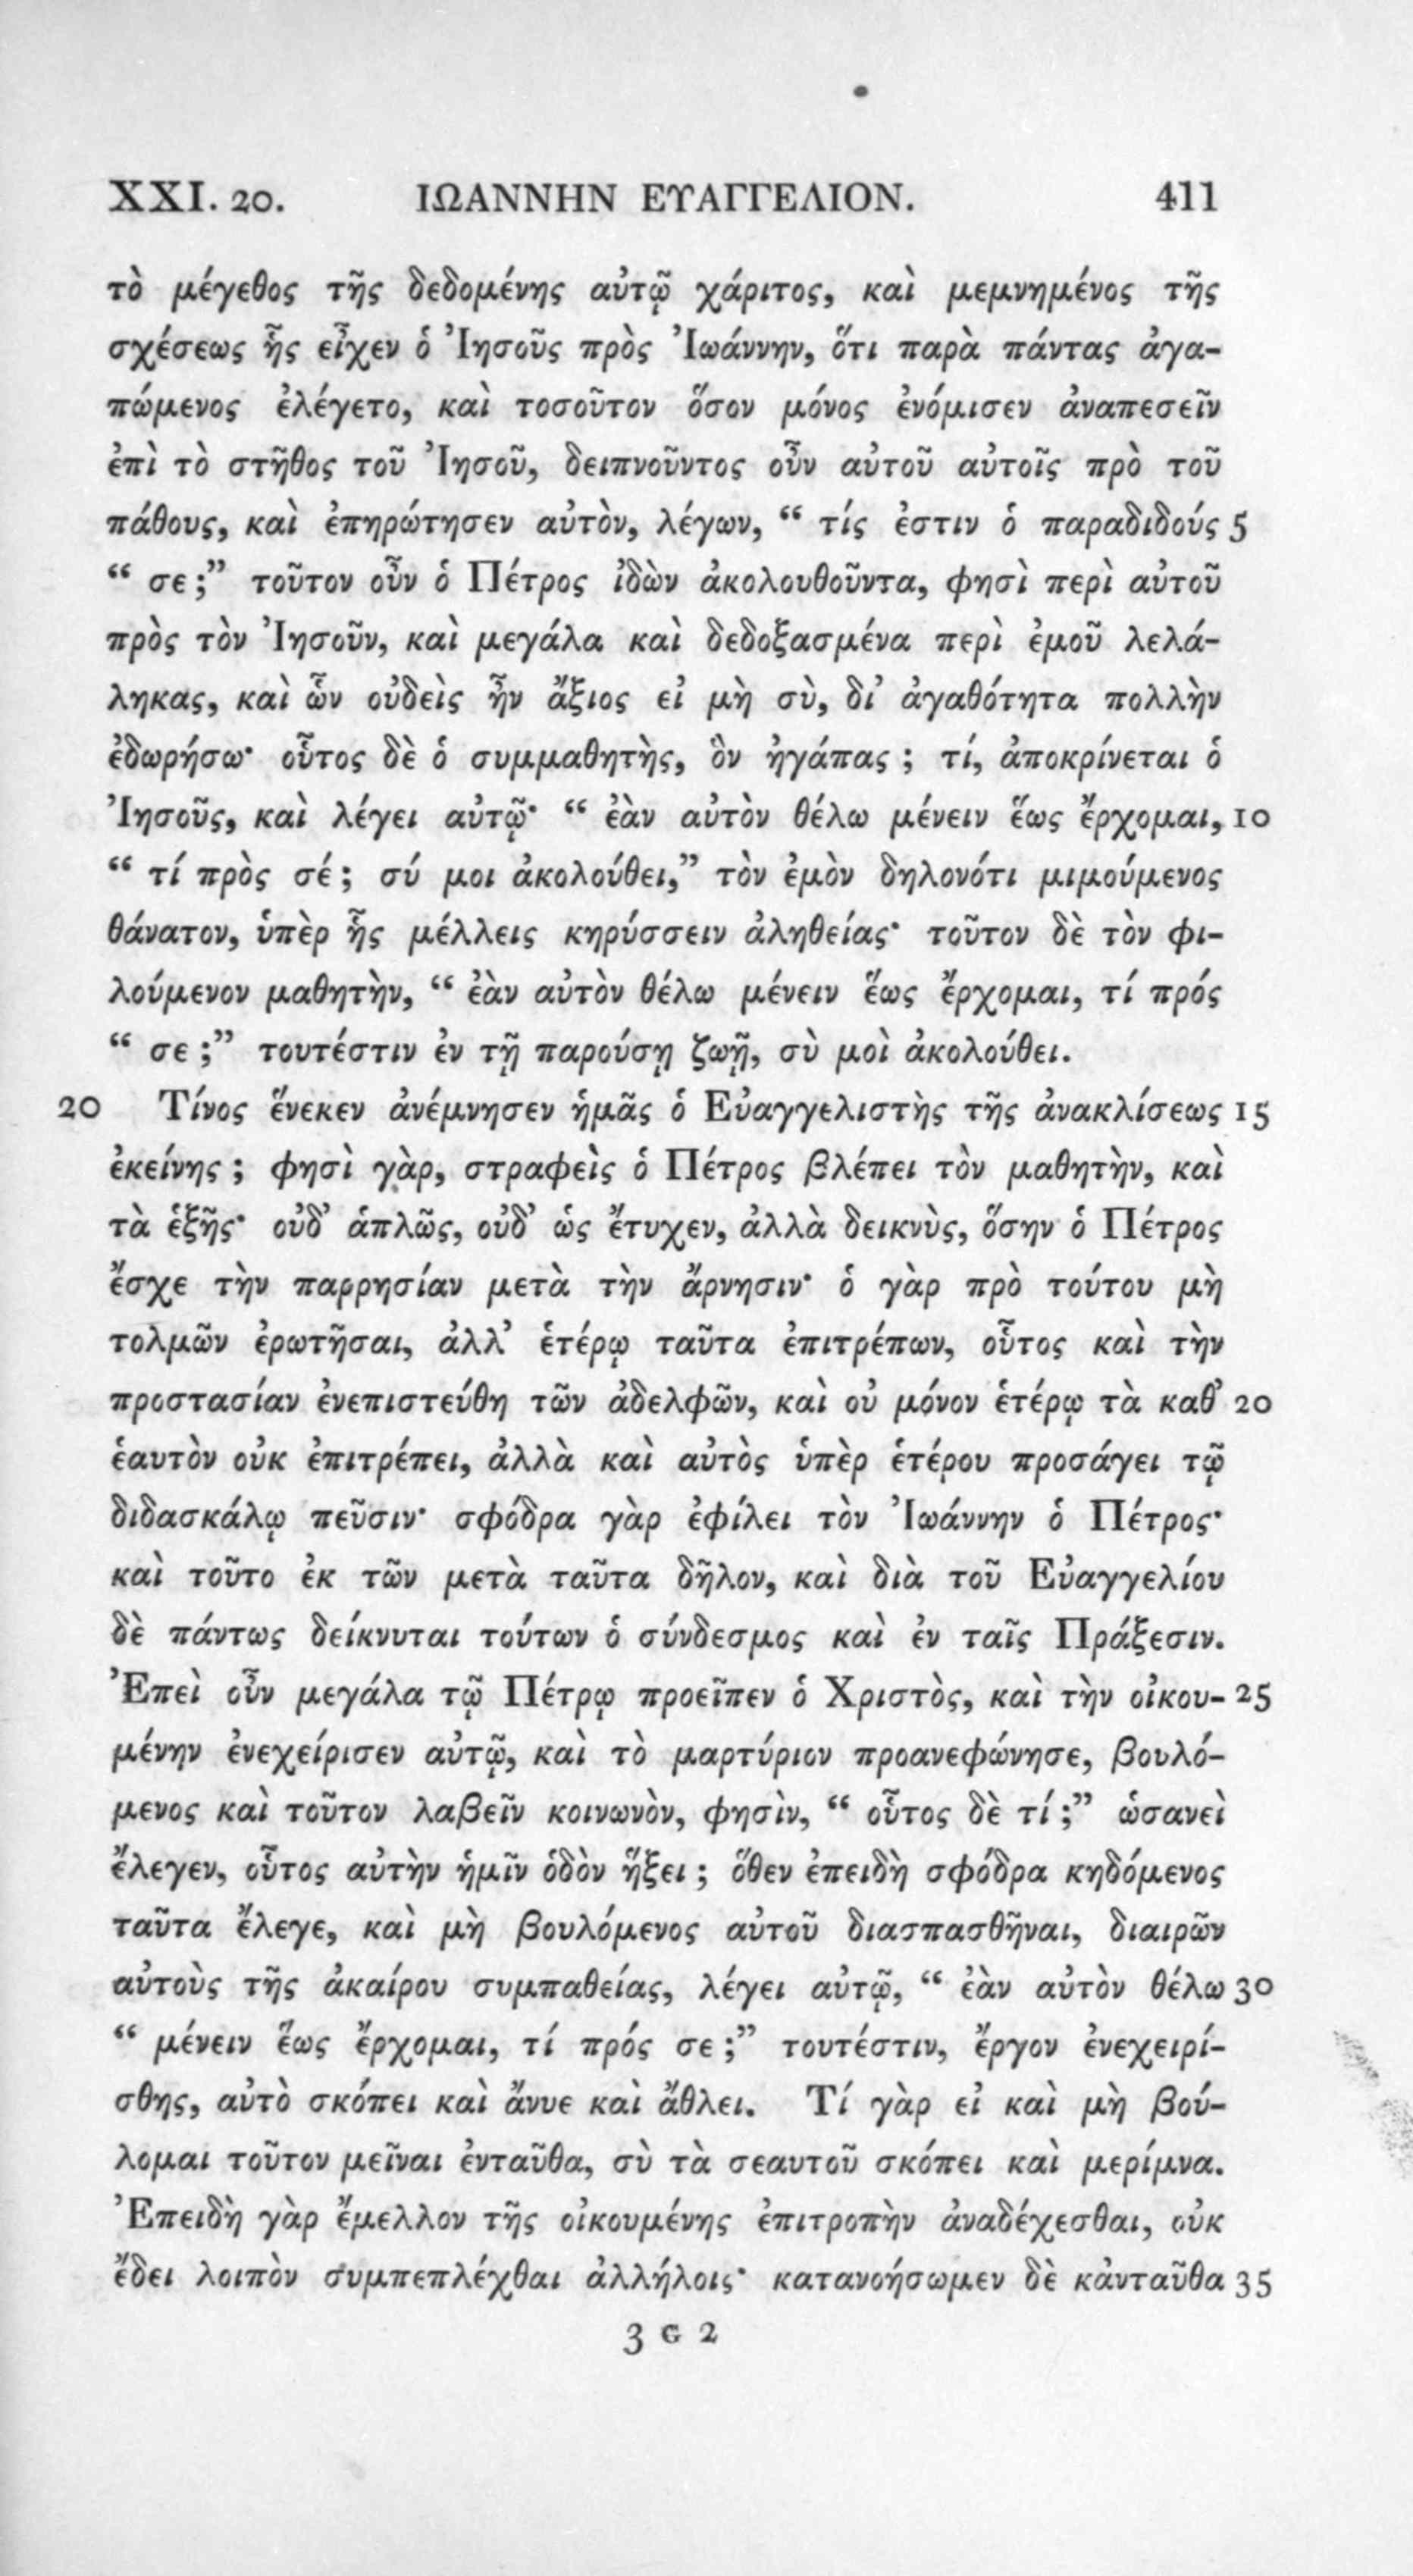 XXI. 20. ΙΩΑΝΝΗΝ ΕΥΑΓΓΕΛΙΟΝ. 411
τὸ μέγεθος τῆς δεδομένης αὐτῷ χάριτος, καὶ μεμνημένος τῆς
σχέσεως ἧς εἶχεν ὁ Ἰησοῦς πρὸς Ἰωάννην, ὅτι παρὰ πάντας ἀγα-
πώμενος ἐλέγετο, καὶ τοσοῦτον ὅσον μόνος ἐνόμισεν ἀναπεσεῖν
ἐπὶ τὸ στῆθος τοῦ Ἰησοῦ, δειπνοῦντος οὖν αὐτοῦ αὐτοῖς πρὸ τοῦ
πάθους, καὶ ἐπηρώτησεν αὐτὸν, λέγων, “ τίς ἐστιν ὁ παραδιδούς 5
“ σε ;” τοῦτον οὖν ὁ Πέτρος ἰδὼν ἀκολουθοῦντα, φησὶ περὶ αὐτοῦ
πρὸς τὸν Ἰησοῦν, καὶ μεγάλα καὶ δεδοξασμένα περὶ ἐμοῦ λελά-
ληκας, καὶ ὧν οὐδεὶς ἦν ἄξιος εἰ μὴ σὺ, δι’ ἀγαθότητα πολλὴν
ἐδωρήσω· οὗτος δὲ ὁ συμμαθητὴς, ὃν ἠγάπας ; τί, ἀποκρίνεται ὁ
Ἰησοῦς, καὶ λέγει αὐτῷ· “ ἐὰν αὐτὸν θέλω μένειν ἕως ἔρχομαι, 10
“ τί πρὸς σέ ; σύ μοι ἀκολούθει,” τὸν ἐμὸν δηλονότι μιμούμενος
θάνατον, ὑπὲρ ἧς μέλλεις κηρύσσειν ἀληθείας· τοῦτον δὲ τὸν φι-
λούμενον μαθητὴν, “ ἐὰν αὐτὸν θέλω μένειν ἕως ἔρχομαι, τί πρός
“ σε ;” τουτέστιν ἐν τῇ παρούσῃ ζωῇ, σὺ μοὶ ἀκολούθει.
20 Τίνος ἕνεκεν ἀνέμνησεν ἡμᾶς ὁ Εὐαγγελιστὴς τῆς ἀνακλίσεως 15
ἐκείνης ; φησὶ γὰρ, στραφεὶς ὁ Πέτρος βλέπει τὸν μαθητὴν, καὶ
τὰ ἑξῆς· οὐδ’ ἁπλῶς, οὐδ’ ὡς ἔτυχεν, ἀλλὰ δεικνὺς, ὅσην ὁ Πέτρος
ἔσχε τὴν παρρησίαν μετὰ τὴν ἄρνησιν· ὁ γὰρ πρὸ τούτου μὴ
τολμῶν ἐρωτῆσαι, ἀλλ’ ἑτέρῳ ταῦτα ἐπιτρέπων, οὗτος καὶ τὴν
προστασίαν ἐνεπιστεύθη τῶν ἀδελφῶν, καὶ οὐ μόνον ἑτέρῳ τὰ καθ’ 20
ἑαυτὸν οὐκ ἐπιτρέπει, ἀλλὰ καὶ αὐτὸς ὑπὲρ ἑτέρου προσάγει τῷ
διδασκάλῳ πεῦσιν· σφόδρα γὰρ ἐφίλει τὸν Ἰωάννην ὁ Πέτρος·
καὶ τοῦτο ἐκ τῶν μετὰ ταῦτα δῆλον, καὶ διὰ τοῦ Εὐαγγελίου
δὲ πάντως δείκνυται τούτων ὁ σύνδεσμος καὶ ἐν ταῖς Πράξεσιν.
Ἐπεὶ οὖν μεγάλα τῷ Πέτρῳ προεῖπεν ὁ Χριστὸς, καὶ τὴν οἰκου- 25
μένην ἐνεχείρισεν αὐτῷ, καὶ τὸ μαρτύριον προανεφώνησε, βουλό-
μενος καὶ τοῦτον λαβεῖν κοινωνὸν, φησὶν, “ οὗτος δὲ τί ;” ὡσανεὶ
ἔλεγεν, οὗτος αὐτὴν ἡμῖν ὁδὸν ἥξει ; ὅθεν ἐπειδὴ σφόδρα κηδόμενος
ταῦτα ἔλεγε, καὶ μὴ βουλόμενος αὐτοῦ διασπασθῆναι, διαιρῶν
αὐτοὺς τῆς ἀκαίρου συμπαθείας, λέγει αὐτῷ, “ ἐὰν αὐτὸν θέλω 30
“ μένειν ἕως ἔρχομαι, τί πρός σε ;” τουτέστιν, ἔργον ἐνεχειρί-
σθης, αὐτὸ σκόπει καὶ ἄνυε καὶ ἄθλει. Τί γὰρ εἰ καὶ μὴ βού-
λομαι τοῦτον μεῖναι ἐνταῦθα, σὺ τὰ σεαυτοῦ σκόπει καὶ μερίμνα.
Ἐπειδὴ γὰρ ἔμελλον τῆς οἰκουμένης ἐπιτροπὴν ἀναδέχεσθαι, οὐκ
ἔδει λοιπὸν συμπεπλέχθαι ἀλλήλοις· κατανοήσωμεν δὲ κἀνταῦθα 35
3 G 2